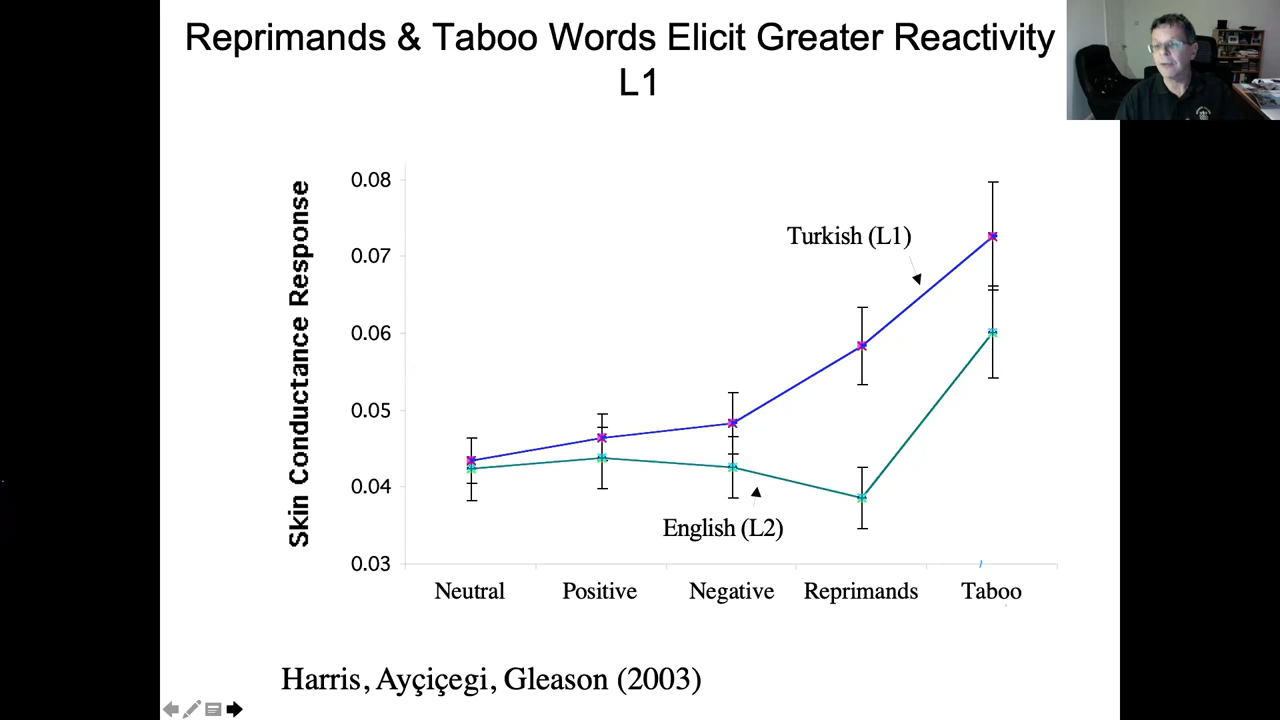 Reprimands & Taboo Words Elicit Greater Reactivity
L1
Skin Conductance Response
0.08
0.07
0.06
0.05
0.04
0.03
Turkish (L1)
English (L2)
Neutral Positive Negative Reprimands Taboo
Harris, Ayçiçegi, Gleason (2003)